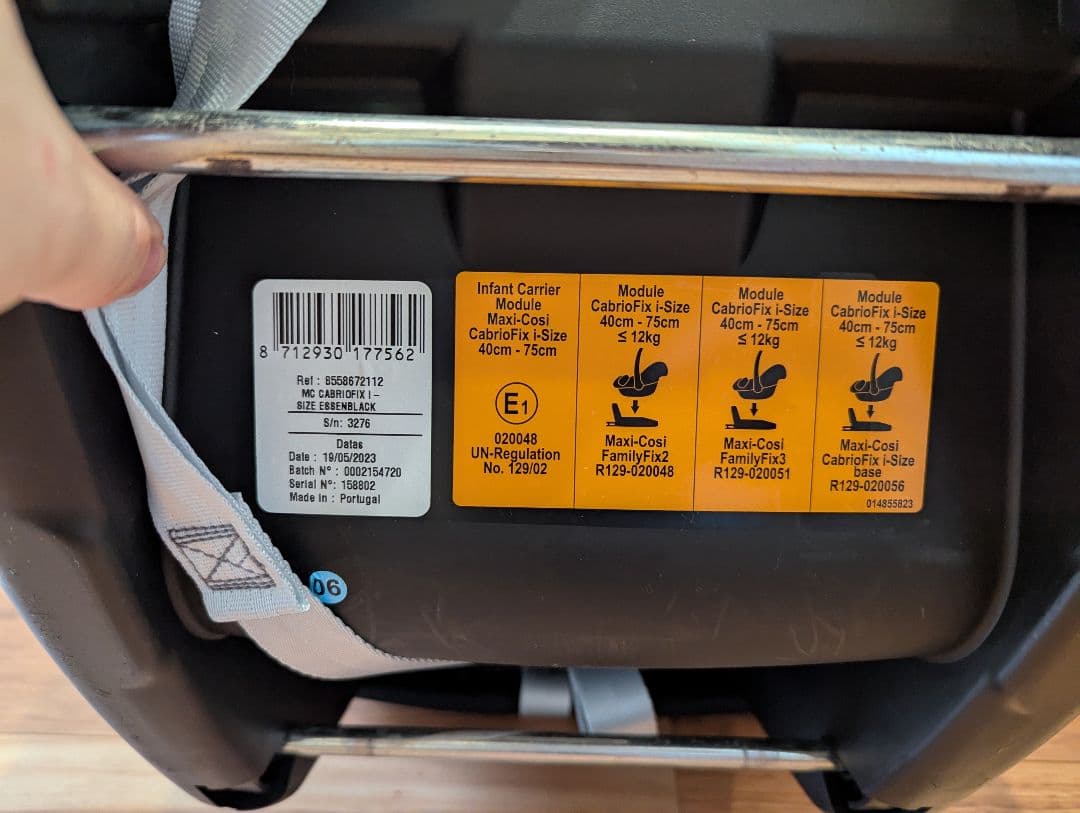 8 712930 177562
Ref : 8558672112
MC CABRIOFIX I-
SIZE ESSENBLACK
S/n: 3276
Datas
Date : 19/05/2023
Batch N° : 0002154720
Serial N°: 158802
Made in : Portugal
Infant Carrier
Module
Maxi-Cosi
CabrioFix i-Size
40cm - 75cm
E1
020048
UN-Regulation
No. 129/02
Module
CabrioFix i-Size
40cm - 75cm
≤ 12kg
Maxi-Cosi
FamilyFix2
R129-020048
Module
CabrioFix i-Size
40cm - 75cm
≤ 12kg
Maxi-Cosi
FamilyFix3
R129-020051
Module
CabrioFix i-Size
40cm - 75cm
≤ 12kg
Maxi-Cosi
CabrioFix i-Size
base
R129-020056
014855823
06